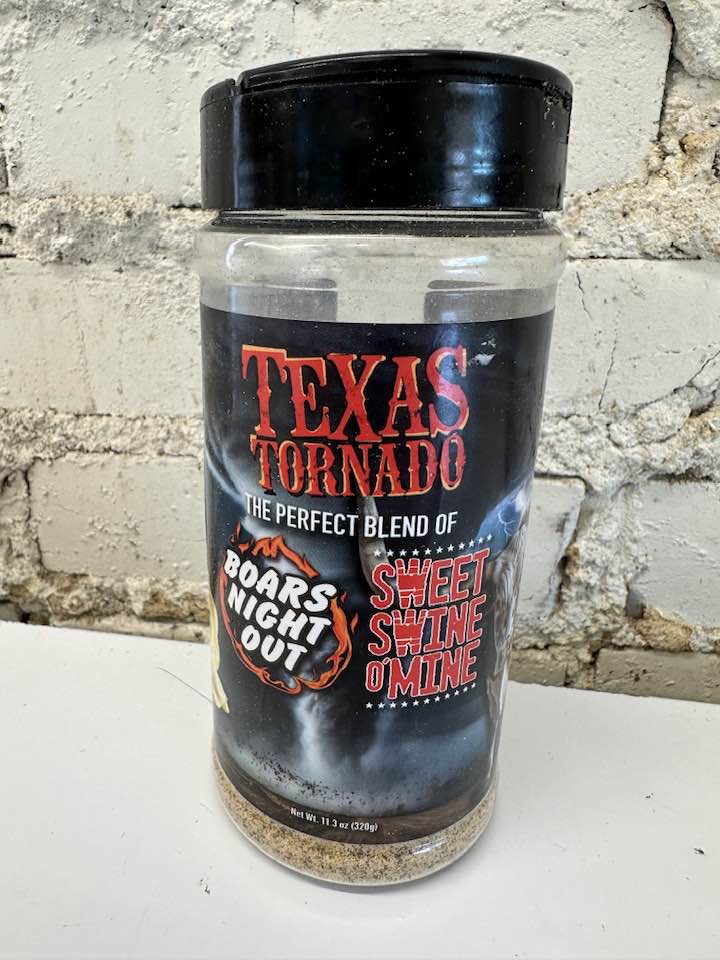 TEXAS
TORNADO
THE PERFECT BLEND OF
BOARS
NIGHT
OUT
SWEET
SWINE
O'MINE
Net Wt. 11.3 oz (320g)